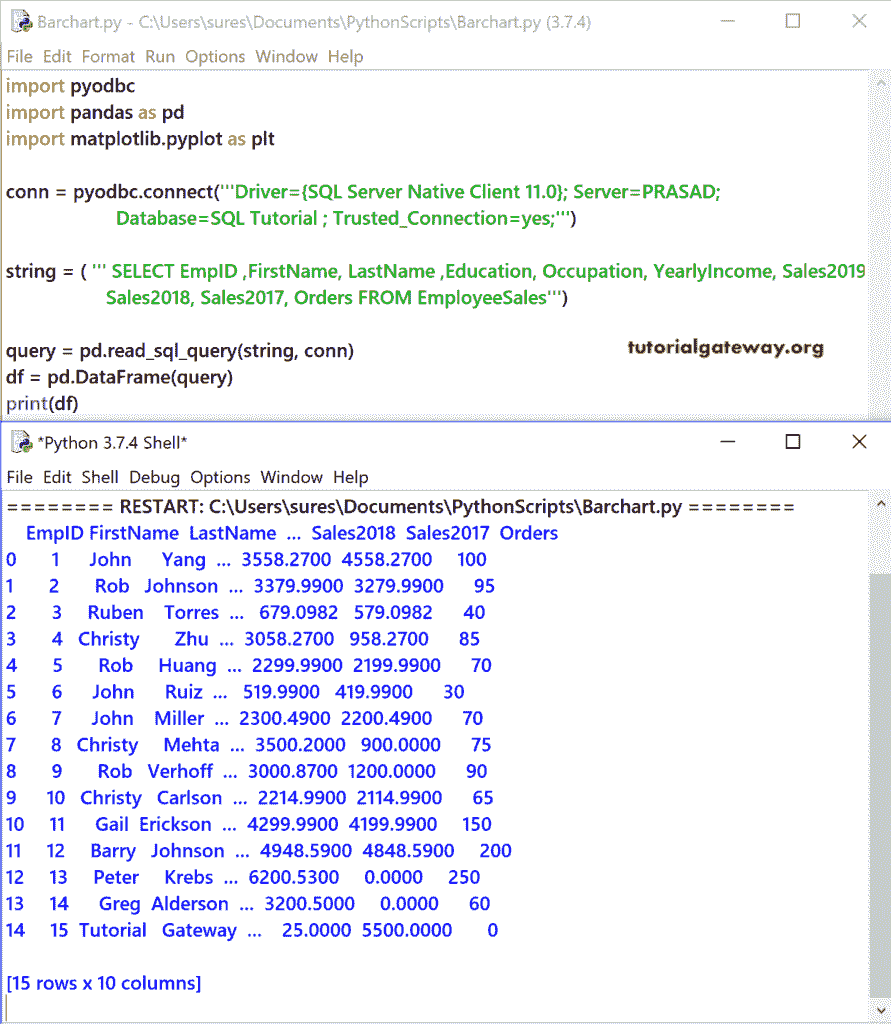 Barchart.py - C:\Users\sures\Documents\PythonScripts\Barchart.py (3.7.4)
File Edit Format Run Options Window Help
import pyodbc
import pandas as pd
import matplotlib.pyplot as plt
conn = pyodbc.connect('''Driver={SQL Server Native Client 11.0}; Server=PRASAD;
Database=SQL Tutorial ; Trusted_Connection=yes;''')
string = ( ''' SELECT EmpID ,FirstName, LastName ,Education, Occupation, YearlyIncome, Sales2019
Sales2018, Sales2017, Orders FROM EmployeeSales''')
query = pd.read_sql_query(string, conn)
tutorialgateway.org
df = pd.DataFrame(query)
print(df)
*Python 3.7.4 Shell*
File Edit Shell Debug Options Window Help
======== RESTART: C:\Users\sures\Documents\PythonScripts\Barchart.py ========
EmpID FirstName LastName ... Sales2018 Sales2017 Orders
0 1 John Yang ... 3558.2700 4558.2700 100
1 2 Rob Johnson ... 3379.9900 3279.9900 95
2 3 Ruben Torres ... 679.0982 579.0982 40
3 4 Christy Zhu ... 3058.2700 958.2700 85
4 5 Rob Huang ... 2299.9900 2199.9900 70
5 6 John Ruiz ... 519.9900 419.9900 30
6 7 John Miller ... 2300.4900 2200.4900 70
7 8 Christy Mehta ... 3500.2000 900.0000 75
8 9 Rob Verhoff ... 3000.8700 1200.0000 90
9 10 Christy Carlson ... 2214.9900 2114.9900 65
10 11 Gail Erickson ... 4299.9900 4199.9900 150
11 12 Barry Johnson ... 4948.5900 4848.5900 200
12 13 Peter Krebs ... 6200.5300 0.0000 250
13 14 Greg Alderson ... 3200.5000 0.0000 60
14 15 Tutorial Gateway ... 25.0000 5500.0000 0
[15 rows x 10 columns]